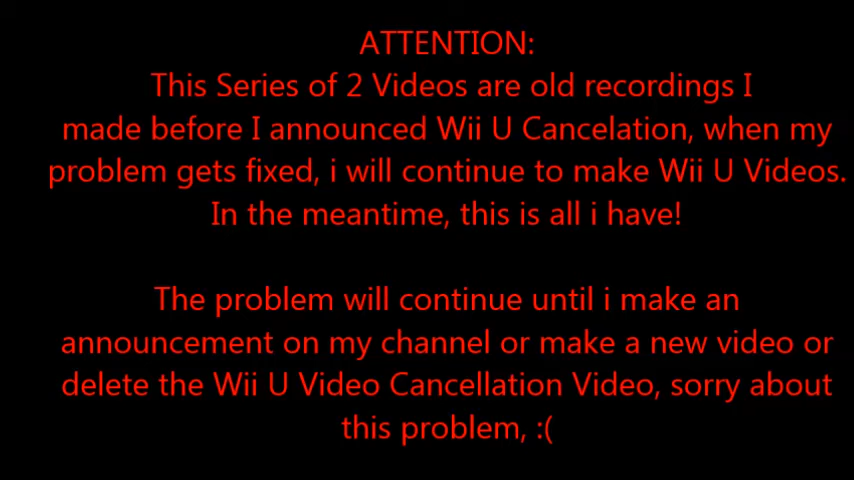 ATTENTION:
This Series of 2 Videos are old recordings I
made before I announced Wii U Cancelation, when my
problem gets fixed, i will continue to make Wii U Videos.
In the meantime, this is all i have!
The problem will continue until i make an
announcement on my channel or make a new video or
delete the Wii U Video Cancellation Video, sorry about
this problem, :(